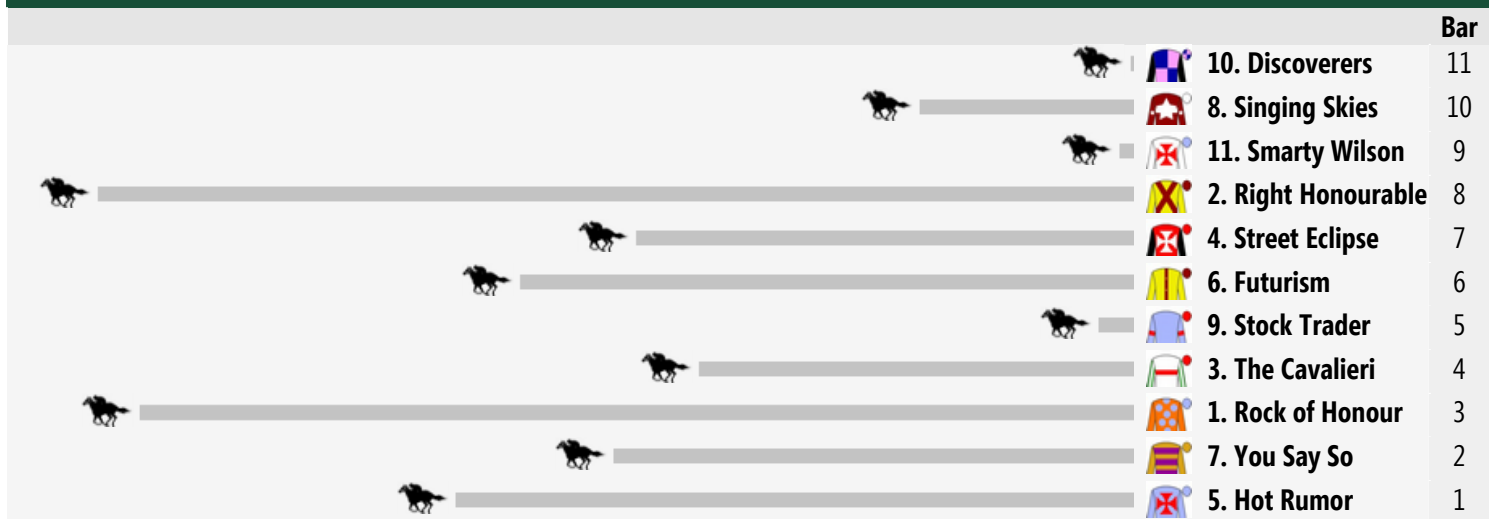 Bar
10. Discoverers 11
8. Singing Skies 10
11. Smarty Wilson 9
2. Right Honourable 8
4. Street Eclipse 7
6. Futurism 6
9. Stock Trader 5
3. The Cavalieri 4
1. Rock of Honour 3
7. You Say So 2
5. Hot Rumor 1